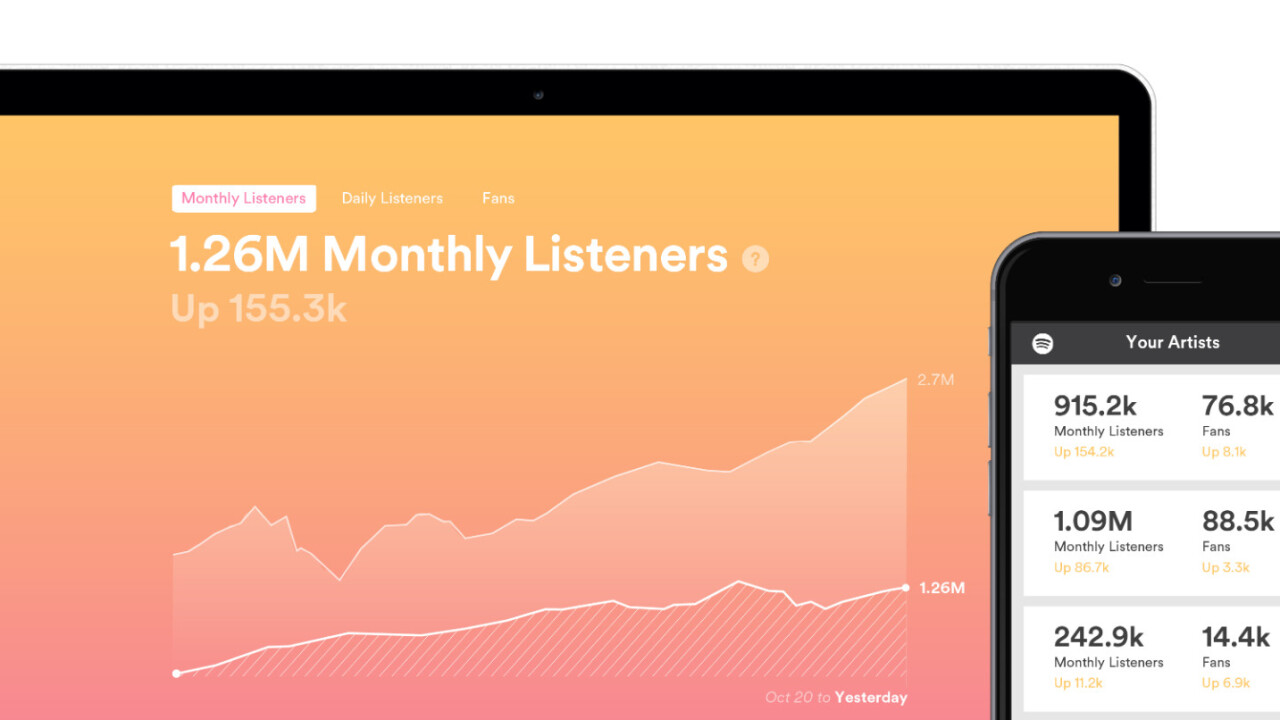 Monthly Listeners Daily Listeners Fans
1.26M Monthly Listeners ?
Up 155.3k
2.7M
1.26M
Oct 20 to Yesterday
Your Artists
915.2k 76.8k
Monthly Listeners Fans
Up 154.2k Up 8.1k
1.09M 88.5k
Monthly Listeners Fans
Up 86.7k Up 3.3k
242.9k 14.4k
Monthly Listeners Fans
Up 11.2k Up 6.9k